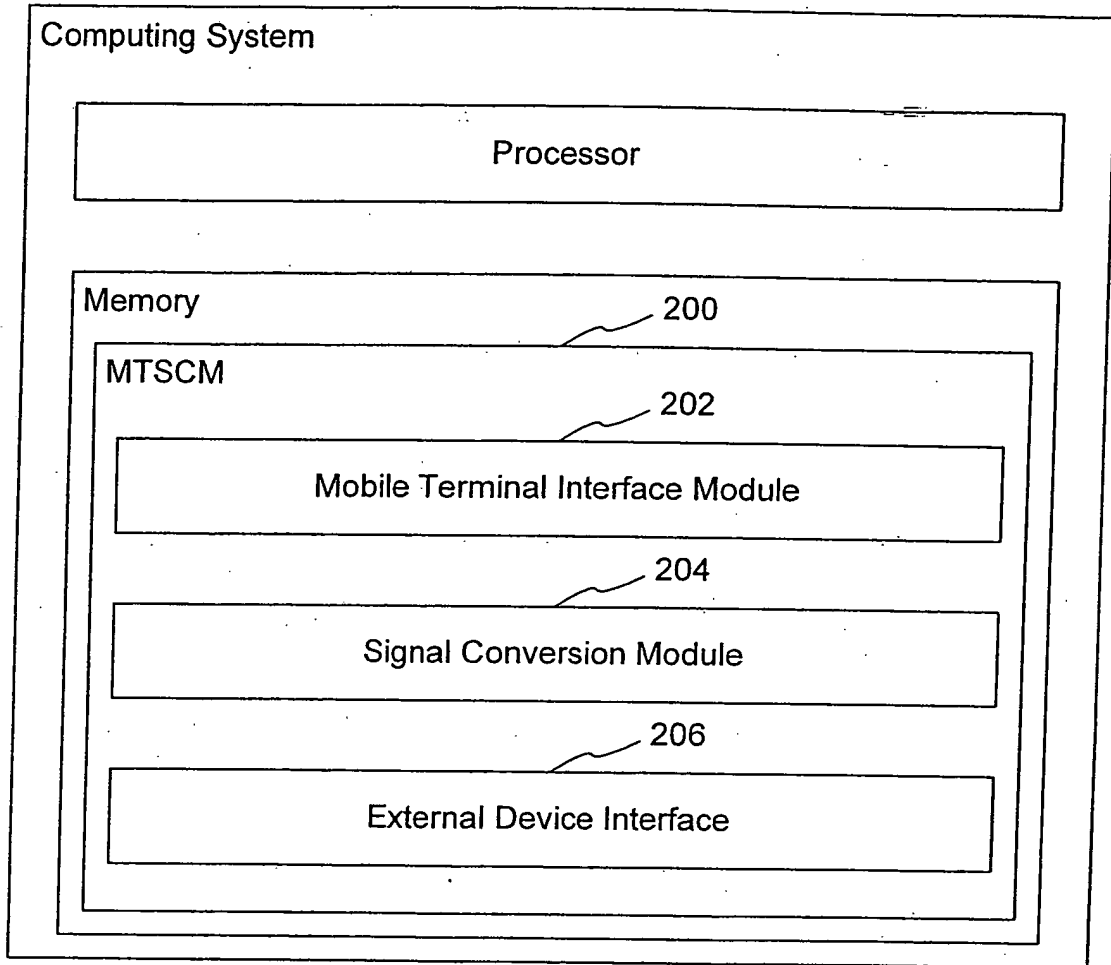 Computing System
Processor
Memory
200
MTSCM
202
Mobile Terminal Interface Module
204
Signal Conversion Module
206
External Device Interface